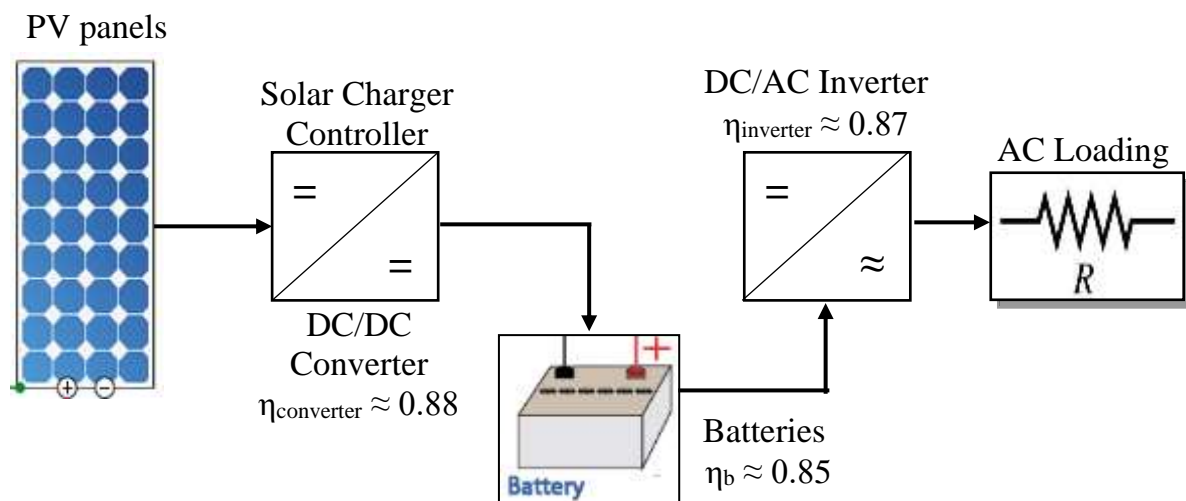 PV panels
Solar Charger
Controller
=
=
DC/DC
Converter
ηconverter ≈ 0.88
+
Battery
Batteries
ηb ≈ 0.85
DC/AC Inverter
ηinverter ≈ 0.87
=
≈
AC Loading
R
+ −